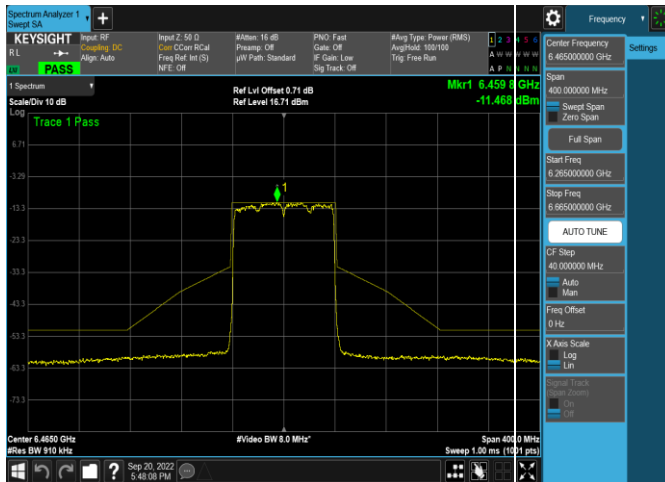 Spectrum Analyzer 1
Swept SA
Frequency
KEYSIGHT
Input: RF
Input Z: 50 Ω
#Atten: 16 dB
PNO: Fast
#Avg Type: Power (RMS)
1 2 3 4 5 6
RL
Coupling: DC
Corr CCorr RCal
Preamp: Off
Gate: Off
Avg|Hold: 100/100
A W W W W W
Align: Auto
Freq Ref: Int (S)
µW Path: Standard
IF Gain: Low
Trig: Free Run
NFE: Off
Sig Track: Off
A P N N N N
PASS
1 Spectrum
Ref Lvl Offset 0.71 dB
Mkr1 6.459 8 GHz
Scale/Div 10 dB
Ref Level 16.71 dBm
-11.468 dBm
Log
Trace 1 Pass
6.71
-3.29
1
-13.3
-23.3
-33.3
-43.3
-53.3
-63.3
-73.3
Center 6.4650 GHz
#Video BW 8.0 MHz*
Span 400.0 MHz
#Res BW 910 kHz
Sweep 1.00 ms (1001 pts)
Sep 20, 2022
5:48:08 PM
Center Frequency
6.465000000 GHz
Settings
Span
400.000000 MHz
Swept Span
Zero Span
Full Span
Start Freq
6.265000000 GHz
Stop Freq
6.665000000 GHz
AUTO TUNE
CF Step
40.000000 MHz
Auto
Man
Freq Offset
0 Hz
X Axis Scale
Log
Lin
Signal Track
(Span Zoom)
On
Off